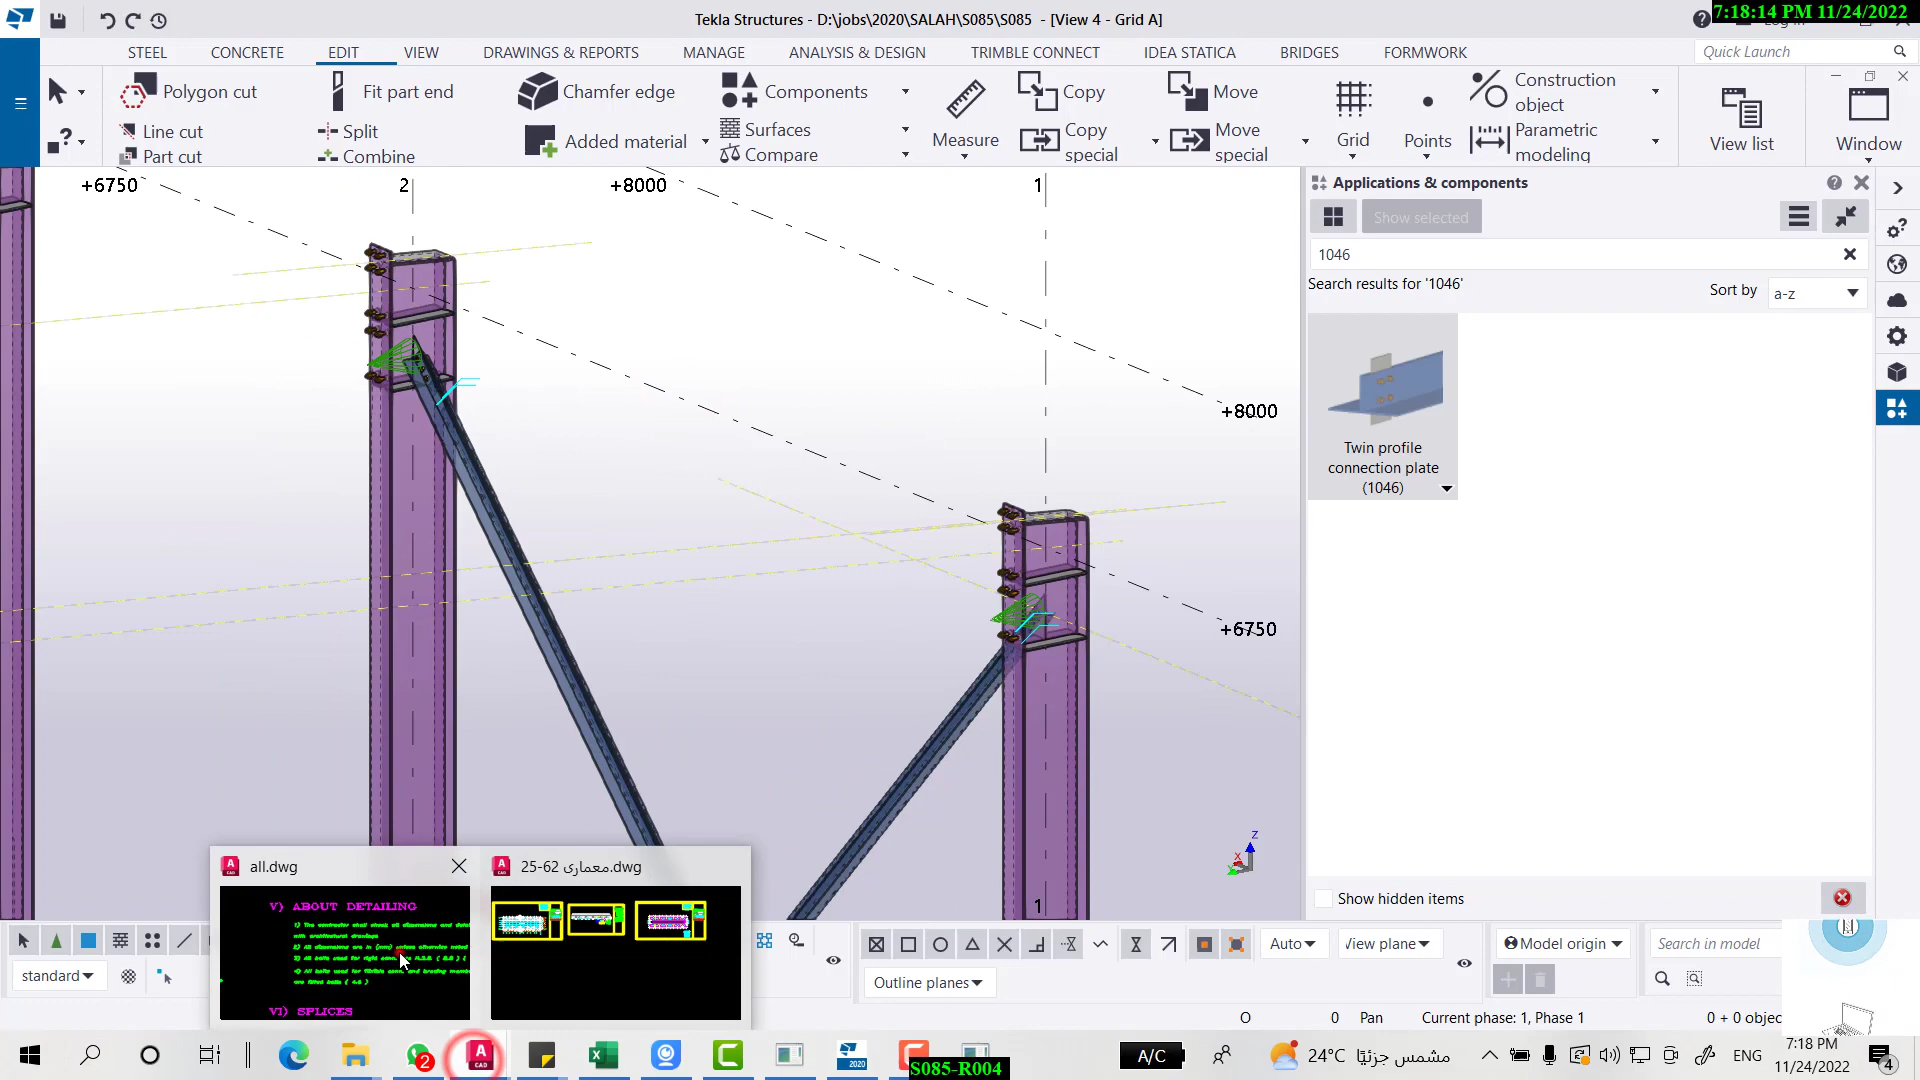 Tekla Structures - D:\jobs\2020\SALAH\S085\S085 - [View 4 - Grid A]
7:18:14 PM 11/24/2022
STEEL
CONCRETE
EDIT
VIEW
DRAWINGS & REPORTS
MANAGE
ANALYSIS & DESIGN
TRIMBLE CONNECT
IDEA STATICA
BRIDGES
FORMWORK
Quick Launch
Polygon cut
Line cut
Part cut
Fit part end
Split
Combine
Chamfer edge
Added material
Components
Surfaces
Compare
Measure
Copy
Copy special
Move
Move special
Grid
Points
Construction object
Parametric modeling
View list
Window
+6750
2
+8000
1
+8000
+6750
1
z
x
Y
Applications & components
Show selected
1046
Search results for '1046'
Sort by
a-z
Twin profile
connection plate
(1046)
Show hidden items
all.dwg
معماری 25-62.dwg
V) ABOUT DETAILING
VI) SPLICES
standard
Auto
View plane
Outline planes
Model origin
Search in model
O
0
Pan
Current phase: 1, Phase 1
0 + 0 objec
2
A CAD
2020
S085-R004
A/C
24°C
مشمس جزئيًا
ENG
7:18 PM
11/24/2022
4